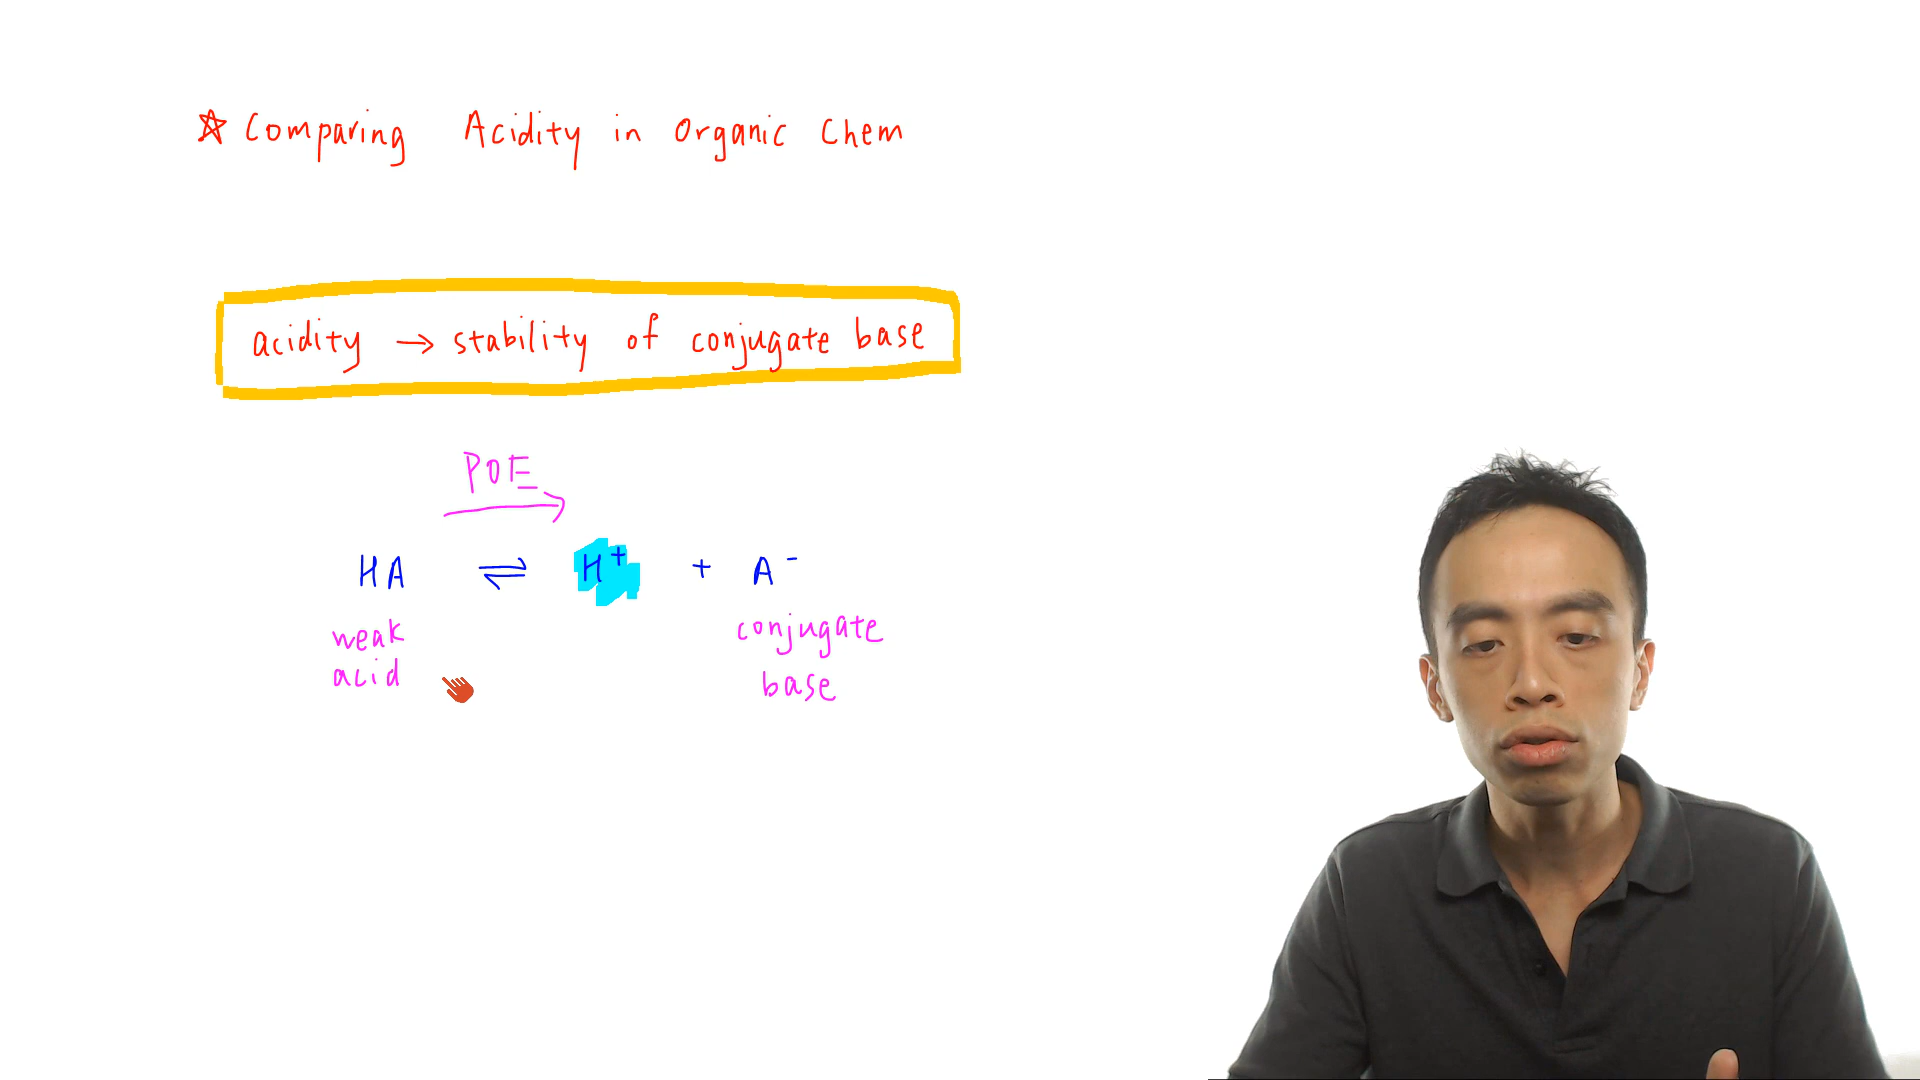 ☆ Comparing Acidity in Organic Chem
acidity → stability of conjugate base
POE
HA ⇌ H⁺ + A⁻
weak
acid
conjugate
base